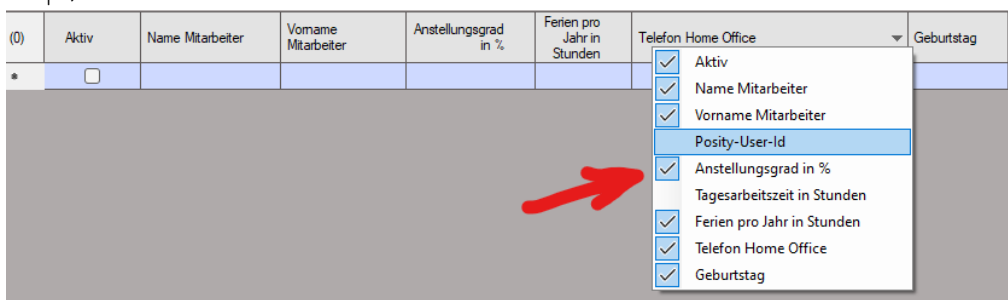 (0)
Aktiv
Name Mitarbeiter
Vorname
Mitarbeiter
Anstellungsgrad
in %
Ferien pro
Jahr in
Stunden
Telefon Home Office
Geburtstag
*
Aktiv
Name Mitarbeiter
Vorname Mitarbeiter
Posity-User-Id
Anstellungsgrad in %
Tagesarbeitszeit in Stunden
Ferien pro Jahr in Stunden
Telefon Home Office
Geburtstag